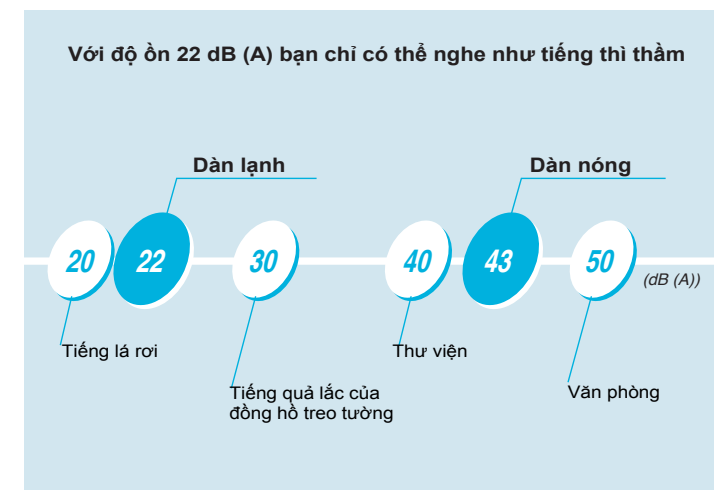 Với độ ồn 22 dB (A) bạn chỉ có thể nghe như tiếng thì thầm
Dàn lạnh
Dàn nóng
20
22
30
40
43
50
(dB (A))
Tiếng lá rơi
Thư viện
Tiếng quả lắc của
đồng hồ treo tường
Văn phòng